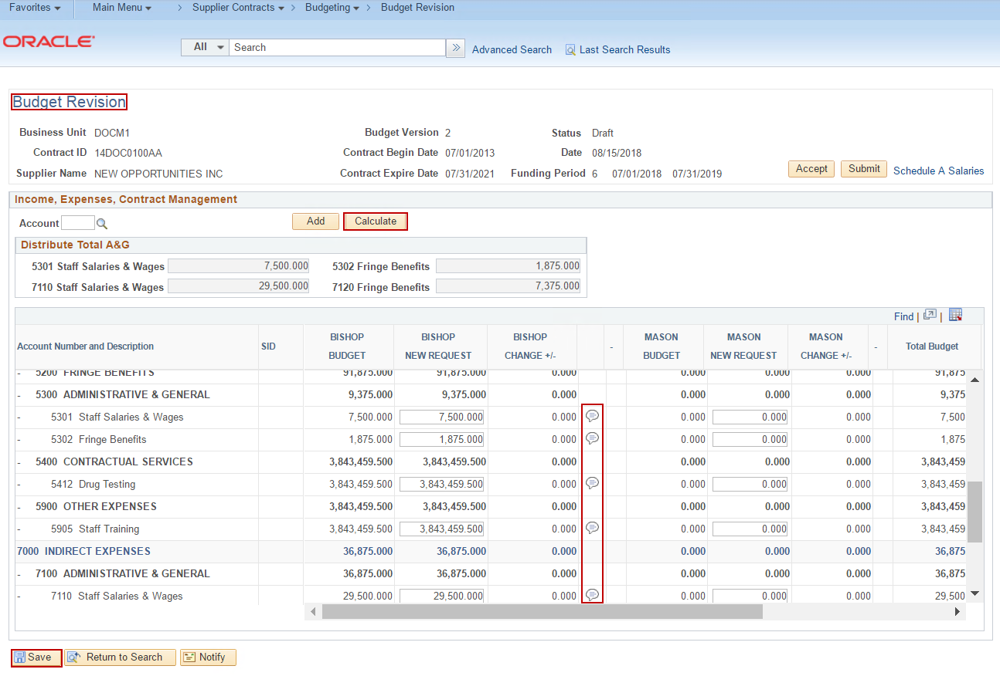 Favorites Main Menu > Supplier Contracts > Budgeting > Budget Revision
ORACLE
All Search » Advanced Search Last Search Results
Budget Revision
Business Unit DOCM1 Budget Version 2 Status Draft
Contract ID 14DOC0100AA Contract Begin Date 07/01/2013 Date 08/15/2018
Supplier Name NEW OPPORTUNITIES INC Contract Expire Date 07/31/2021 Funding Period 6 07/01/2018 07/31/2019 Accept Submit Schedule A Salaries
Income, Expenses, Contract Management
Account Add Calculate
Distribute Total A&G
5301 Staff Salaries & Wages 7,500.000 5302 Fringe Benefits 1,875.000
7110 Staff Salaries & Wages 29,500.000 7120 Fringe Benefits 7,375.000
Find | |
Account Number and Description SID BISHOP BUDGET BISHOP NEW REQUEST BISHOP CHANGE +/- - MASON BUDGET MASON NEW REQUEST MASON CHANGE +/- - Total Budget
- 5200 FRINGE BENEFITS 91,875.000 91,875.000 0.000 0.000 0.000 0.000 91,875
- 5300 ADMINISTRATIVE & GENERAL 9,375.000 9,375.000 0.000 0.000 0.000 0.000 9,375
- 5301 Staff Salaries & Wages 7,500.000 7,500.000 0.000 0.000 0.000 0.000 7,500
- 5302 Fringe Benefits 1,875.000 1,875.000 0.000 0.000 0.000 0.000 1,875
- 5400 CONTRACTUAL SERVICES 3,843,459.500 3,843,459.500 0.000 0.000 0.000 0.000 3,843,459
- 5412 Drug Testing 3,843,459.500 3,843,459.500 0.000 0.000 0.000 0.000 3,843,459
- 5900 OTHER EXPENSES 3,843,459.500 3,843,459.500 0.000 0.000 0.000 0.000 3,843,459
- 5905 Staff Training 3,843,459.500 3,843,459.500 0.000 0.000 0.000 0.000 3,843,459
7000 INDIRECT EXPENSES 36,875.000 36,875.000 0.000 0.000 0.000 0.000 36,875
- 7100 ADMINISTRATIVE & GENERAL 36,875.000 36,875.000 0.000 0.000 0.000 0.000 36,875
- 7110 Staff Salaries & Wages 29,500.000 29,500.000 0.000 0.000 0.000 0.000 29,500
Save Return to Search Notify